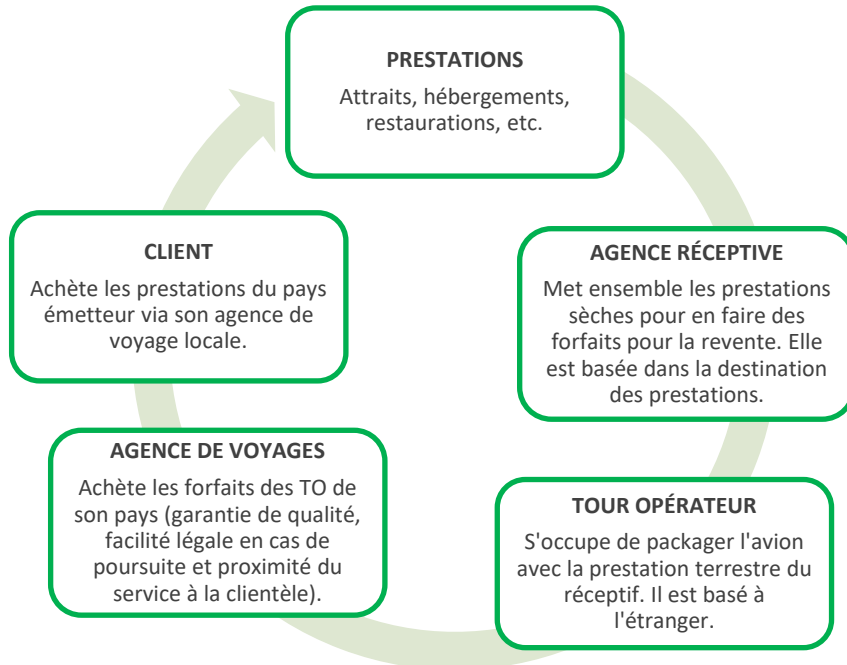 PRESTATIONS
Attraits, hébergements,
restaurations, etc.
AGENCE RÉCEPTIVE
Met ensemble les prestations
sèches pour en faire des
forfaits pour la revente. Elle
est basée dans la destination
des prestations.
TOUR OPÉRATEUR
S'occupe de packager l'avion
avec la prestation terrestre du
réceptif. Il est basé à
l'étranger.
AGENCE DE VOYAGES
Achète les forfaits des TO de
son pays (garantie de qualité,
facilité légale en cas de
poursuite et proximité du
service à la clientèle).
CLIENT
Achète les prestations du pays
émetteur via son agence de
voyage locale.